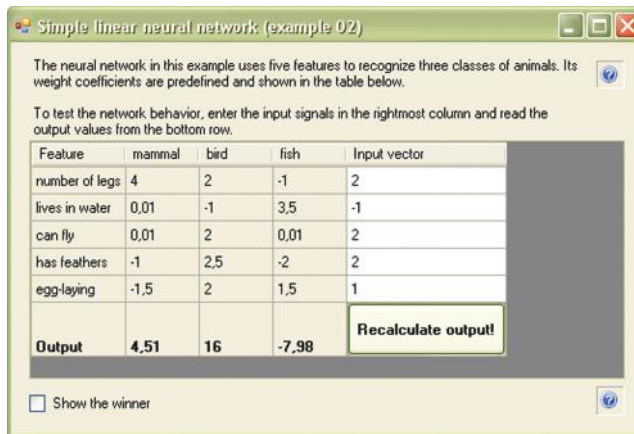 Simple linear neural network (example 02)
The neural network in this example uses five features to recognize three classes of animals. Its
weight coefficients are predefined and shown in the table below.
To test the network behavior, enter the input signals in the rightmost column and read the
output values from the bottom row.
Feature mammal bird fish Input vector
number of legs 4 2 -1 2
lives in water 0,01 -1 3,5 -1
can fly 0,01 2 0,01 2
has feathers -1 2,5 -2 2
egg-laying -1,5 2 1,5 1
Output 4,51 16 -7,98 Recalculate output!
Show the winner